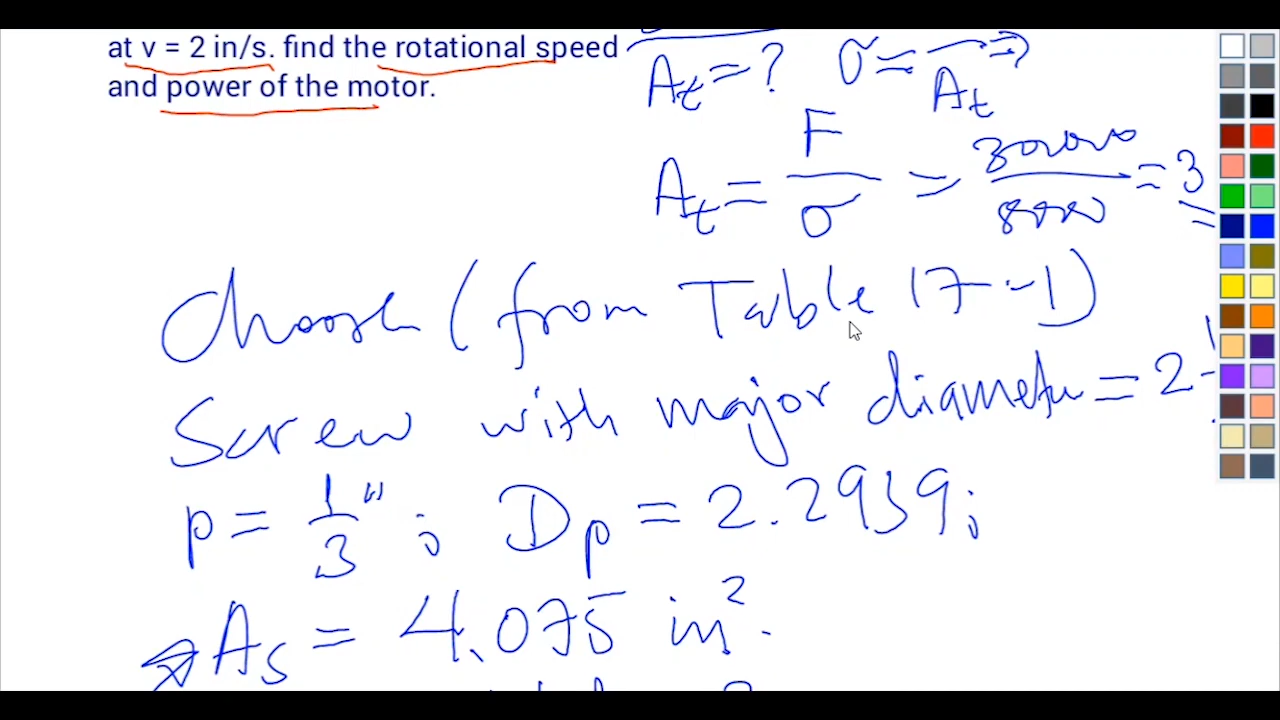 at v = 2 in/s. find the rotational speed
and power of the motor.
At = ? σ = 
At
At = F/σ = 30000/8000 = 3
Choose (from Table 17-1)
Screw with major diameter = 2-1
p = 1/3" ; Dp = 2.2939;
As = 4.075 in².